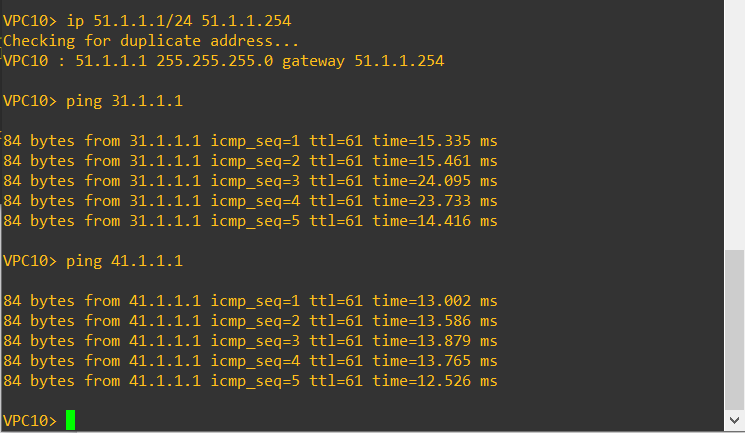 VPC10> ip 51.1.1.1/24 51.1.1.254
Checking for duplicate address...
VPC10 : 51.1.1.1 255.255.255.0 gateway 51.1.1.254
VPC10> ping 31.1.1.1
84 bytes from 31.1.1.1 icmp_seq=1 ttl=61 time=15.335 ms
84 bytes from 31.1.1.1 icmp_seq=2 ttl=61 time=15.461 ms
84 bytes from 31.1.1.1 icmp_seq=3 ttl=61 time=24.095 ms
84 bytes from 31.1.1.1 icmp_seq=4 ttl=61 time=23.733 ms
84 bytes from 31.1.1.1 icmp_seq=5 ttl=61 time=14.416 ms
VPC10> ping 41.1.1.1
84 bytes from 41.1.1.1 icmp_seq=1 ttl=61 time=13.002 ms
84 bytes from 41.1.1.1 icmp_seq=2 ttl=61 time=13.586 ms
84 bytes from 41.1.1.1 icmp_seq=3 ttl=61 time=13.879 ms
84 bytes from 41.1.1.1 icmp_seq=4 ttl=61 time=13.765 ms
84 bytes from 41.1.1.1 icmp_seq=5 ttl=61 time=12.526 ms
VPC10>